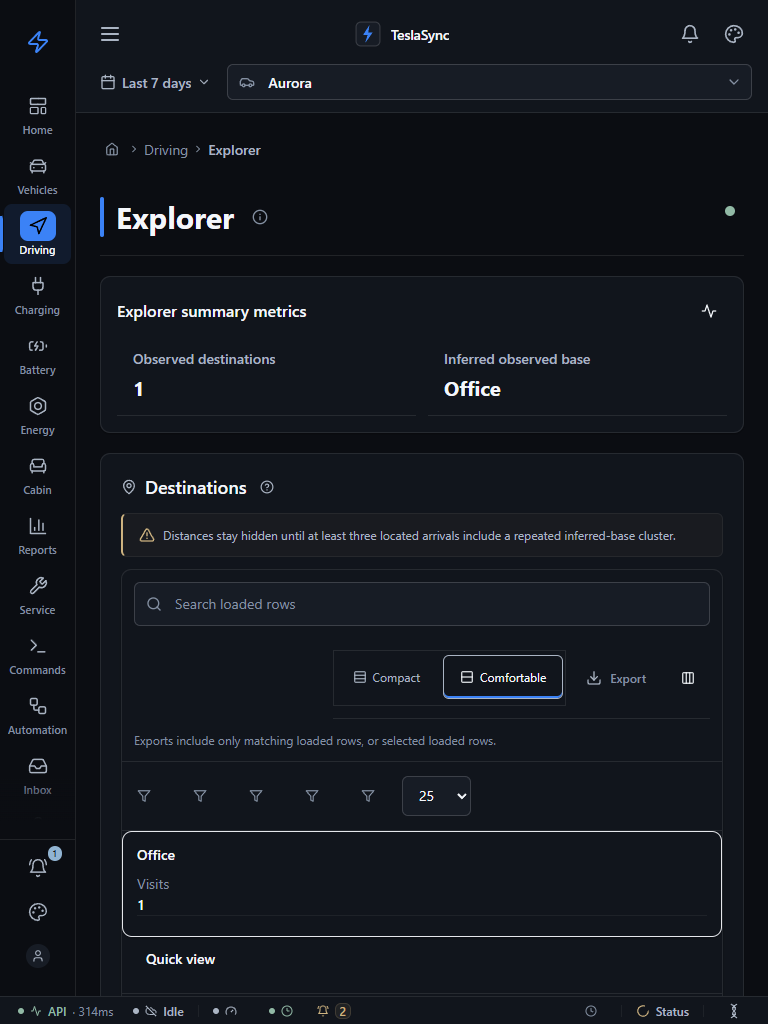 TeslaSync
Last 7 days
Aurora
Home
Vehicles
Driving
Charging
Battery
Energy
Cabin
Reports
Service
Commands
Automation
Inbox
1
Driving
Explorer
Explorer
Explorer summary metrics
Observed destinations
1
Inferred observed base
Office
Destinations
Distances stay hidden until at least three located arrivals include a repeated inferred-base cluster.
Search loaded rows
Compact
Comfortable
Export
Exports include only matching loaded rows, or selected loaded rows.
25
Office
Visits
1
Quick view
API · 314ms
Idle
2
Status